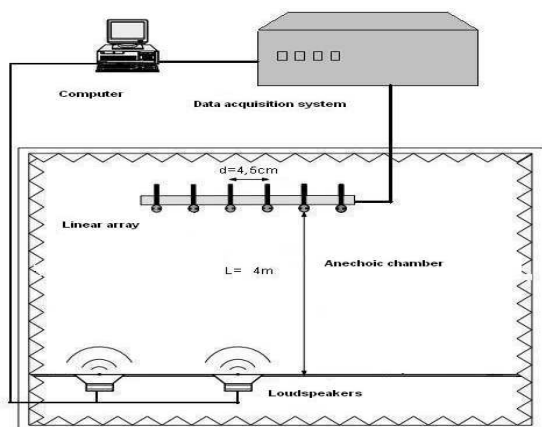 Computer
Data acquisition system
d=4,5cm
Linear array
Anechoic chamber
L= 4m
Loudspeakers